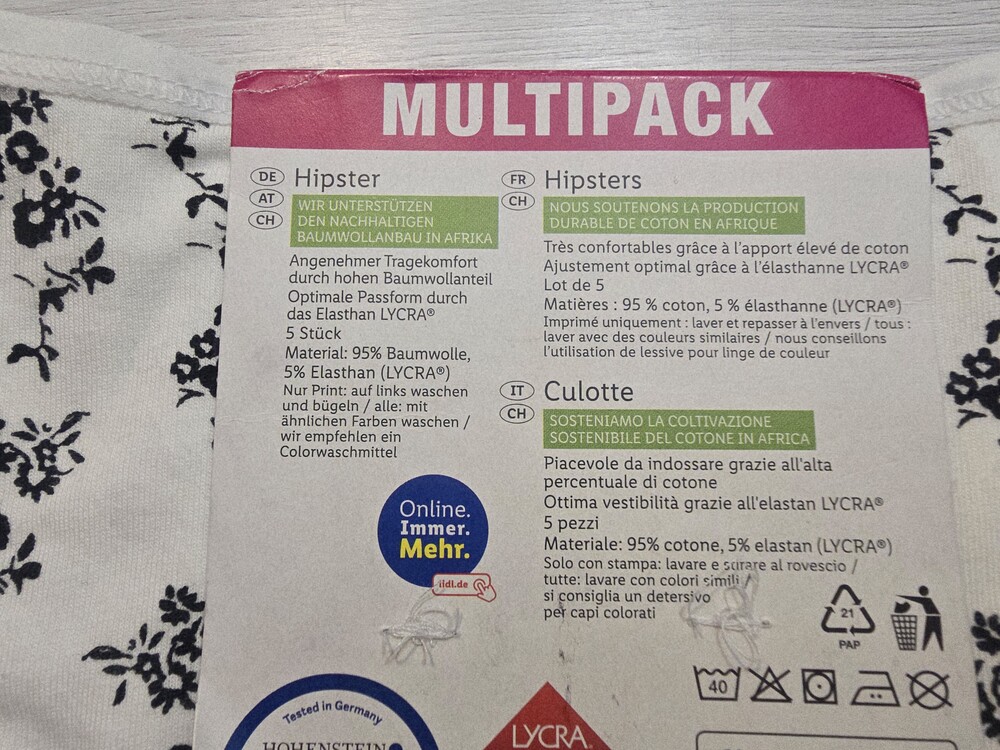 MULTIPACK
DE
AT
CH
Hipster
WIR UNTERSTÜTZEN
DEN NACHHALTIGEN
BAUMWOLLANBAU IN AFRIKA
Angenehmer Tragekomfort
durch hohen Baumwollanteil
Optimale Passform durch
das Elasthan LYCRA®
5 Stück
Material: 95% Baumwolle,
5% Elasthan (LYCRA®)
Nur Print: auf links waschen
und bügeln / alle: mit
ähnlichen Farben waschen /
wir empfehlen ein
Colorwaschmittel
Online.
Immer.
Mehr.
lidl.de
FR
CH
Hipsters
NOUS SOUTENONS LA PRODUCTION
DURABLE DE COTON EN AFRIQUE
Très confortables grâce à l'apport élevé de coton
Ajustement optimal grâce à l'élasthanne LYCRA®
Lot de 5
Matières : 95 % coton, 5 % élasthanne (LYCRA®)
Imprimé uniquement : laver et repasser à l'envers / tous :
laver avec des couleurs similaires / nous conseillons
l'utilisation de lessive pour linge de couleur
IT
CH
Culotte
SOSTENIAMO LA COLTIVAZIONE
SOSTENIBILE DEL COTONE IN AFRICA
Piacevole da indossare grazie all'alta
percentuale di cotone
Ottima vestibilità grazie all'elastan LYCRA®
5 pezzi
Materiale: 95% cotone, 5% elastan (LYCRA®)
Solo con stampa: lavare e stirare al rovescio /
tutte: lavare con colori simili /
si consiglia un detersivo
per capi colorati
21
PAP
40
Tested in Germany
HOHENSTEIN
LYCRA